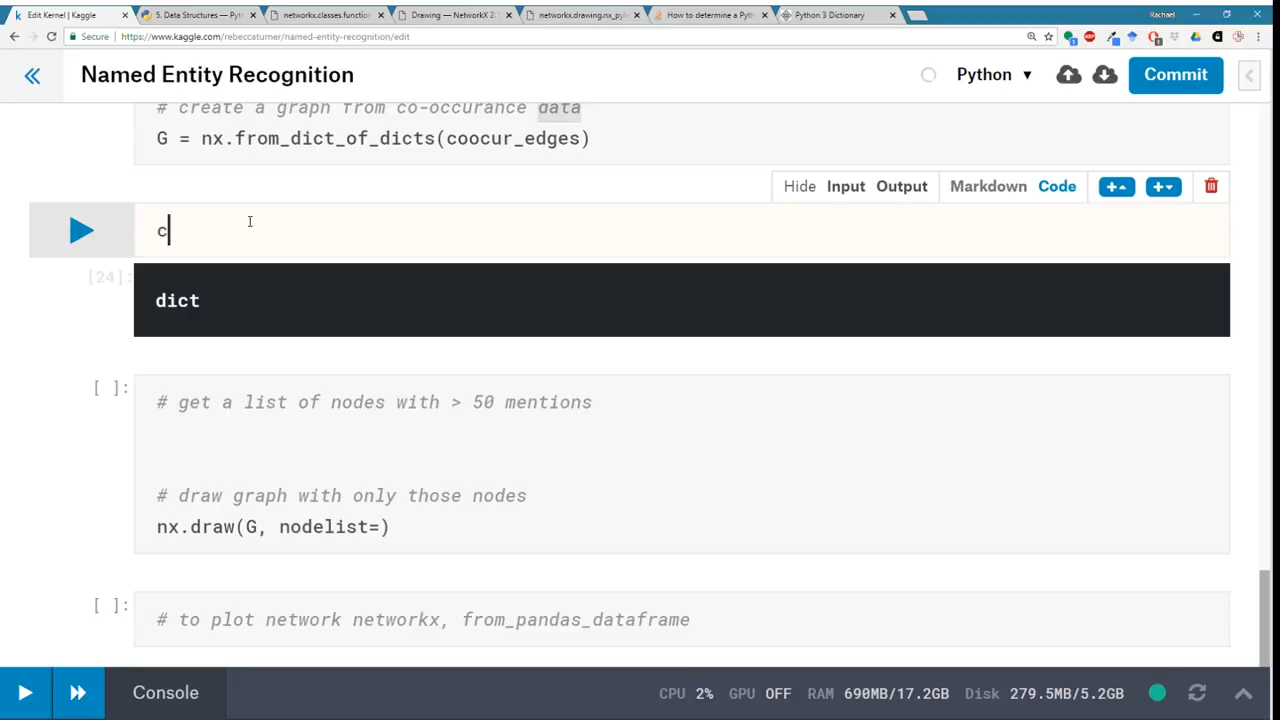 Edit Kernel | Kaggle
5. Data Structures — Pyth
networkx.classes.function
Drawing — NetworkX 2.1
networkx.drawing.nx_pyl
How to determine a Pyth
Python 3 Dictionary
Rachael
Secure | https://www.kaggle.com/rebeccaturner/named-entity-recognition/edit
Named Entity Recognition
Python
Commit
# create a graph from co-occurance data
G = nx.from_dict_of_dicts(coocur_edges)
Hide Input Output Markdown Code
c
[24]:
dict
[ ]:
# get a list of nodes with > 50 mentions
# draw graph with only those nodes
nx.draw(G, nodelist=)
[ ]:
# to plot network networkx, from_pandas_dataframe
Console
CPU 2% GPU OFF RAM 690MB/17.2GB Disk 279.5MB/5.2GB